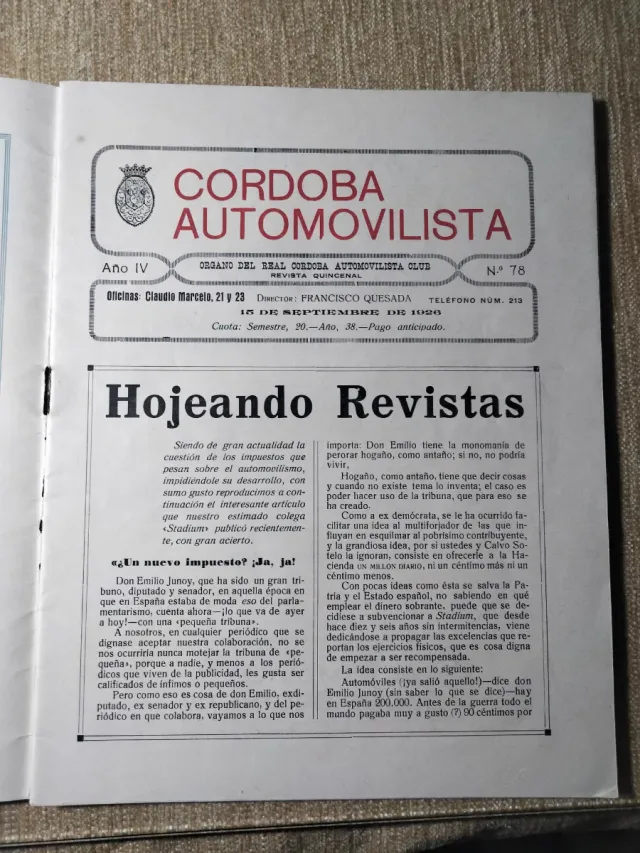 CORDOBA
AUTOMOVILISTA
Año IV
ORGANO DEL REAL CORDOBA AUTOMOVILISTA CLUB
REVISTA QUINCENAL
N.º 78
Oficinas: Claudio Marcelo, 21 y 23 DIRECTOR: FRANCISCO QUESADA TELÉFONO NÚM. 213
15 DE SEPTIEMBRE DE 1926
Cuota: Semestre, 20.—Año, 38.—Pago anticipado.
Hojeando Revistas
Siendo de gran actualidad la
cuestión de los impuestos que
pesan sobre el automovilismo,
impidiéndole su desarrollo, con
sumo gusto reproducimos a con-
tinuación el interesante artículo
que nuestro estimado colega
«Stadium» publicó recientemen-
te, con gran acierto.
«¿Un nuevo impuesto? ¡Ja, ja!
Don Emilio Junoy, que ha sido un gran tri-
buno, diputado y senador, en aquella época en
que en España estaba de moda eso del parla-
mentarismo, cuenta ahora—¡lo que va de ayer
a hoy!—con una «pequeña tribuna».
A nosotros, en cualquier periódico que se
dignase aceptar nuestra colaboración, no se
nos ocurriría nunca motejar la tribuna de «pe-
queña», porque a nadie, y menos a los perió-
dicos que viven de la publicidad, les gusta ser
calificados de ínfimos o pequeños.
Pero como eso es cosa de don Emilio, exdi-
putado, ex senador y ex republicano, y del pe-
riódico en que colabora, vayamos a lo que nos
importa: Don Emilio tiene la monomanía de
perorar hogaño, como antaño; si no, no podría
vivir,
Hogaño, como antaño, tiene que decir cosas
y cuando no existe tema lo inventa; el caso es
poder hacer uso de la tribuna, que para eso se
ha creado.
Como a ex demócrata, se le ha ocurrido fa-
cilitar una idea al multiforjador de las que in-
fluyan en esquilmar al pobrísimo contribuyente,
y la grandiosa idea, por si ustedes y Calvo So-
telo la ignoran, consiste en ofrecerle a la Ha-
cienda UN MILLON DIARIO, ni un céntimo más ni un
céntimo menos.
Con pocas ideas como ésta se salva la Pa-
tria y el Estado español, no sabiendo en qué
emplear el dinero sobrante, puede que se de-
cidiese a subvencionar a Stadium, que desde
hace diez y seis años sin intermitencias, viene
dedicándose a propagar las excelencias que re-
portan los ejercicios físicos, que es cosa digna
de empezar a ser recompensada.
La idea consiste en lo siguiente:
Automóviles (¡ya salió aquello!)—dice don
Emilio Junoy (sin saber lo que se dice)—hay
en España 200.000. Antes de la guerra todo el
mundo pagaba muy a gusto (?) 90 céntimos por